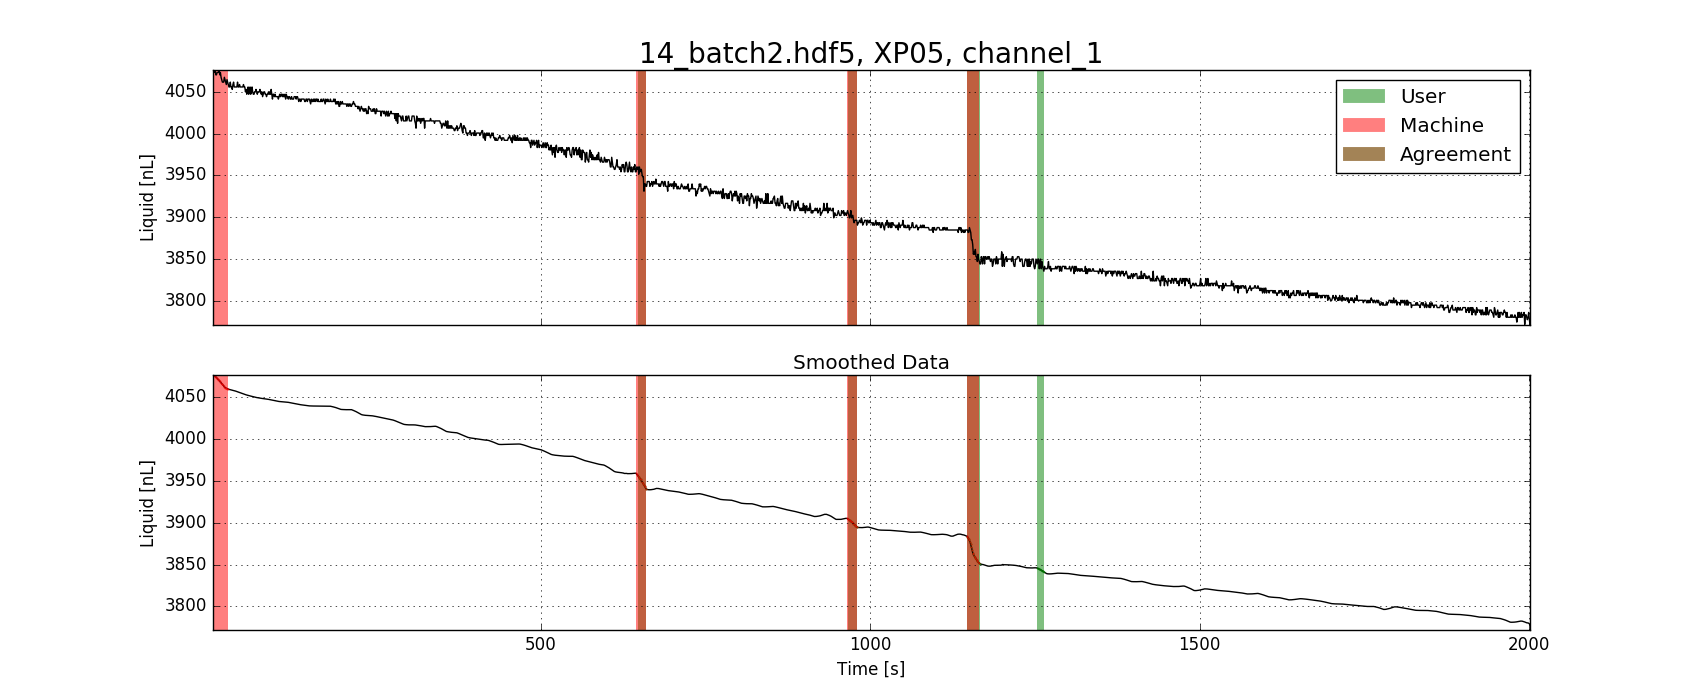 14_batch2.hdf5, XP05, channel_1
4050
4000
3950
3900
3850
3800
Liquid [nL]
User
Machine
Agreement
Smoothed Data
4050
4000
3950
3900
3850
3800
Liquid [nL]
500
1000
1500
2000
Time [s]